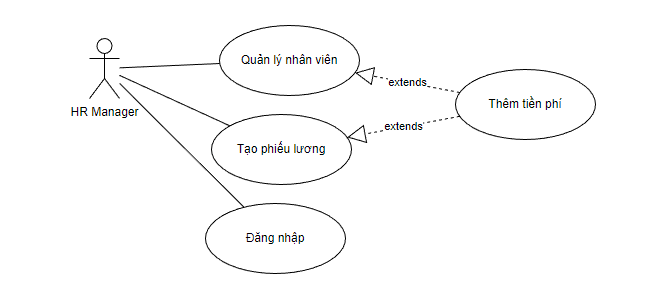 Quản lý nhân viên
extends
Thêm tiền phí
HR Manager
extends
Tạo phiếu lương
Đăng nhập